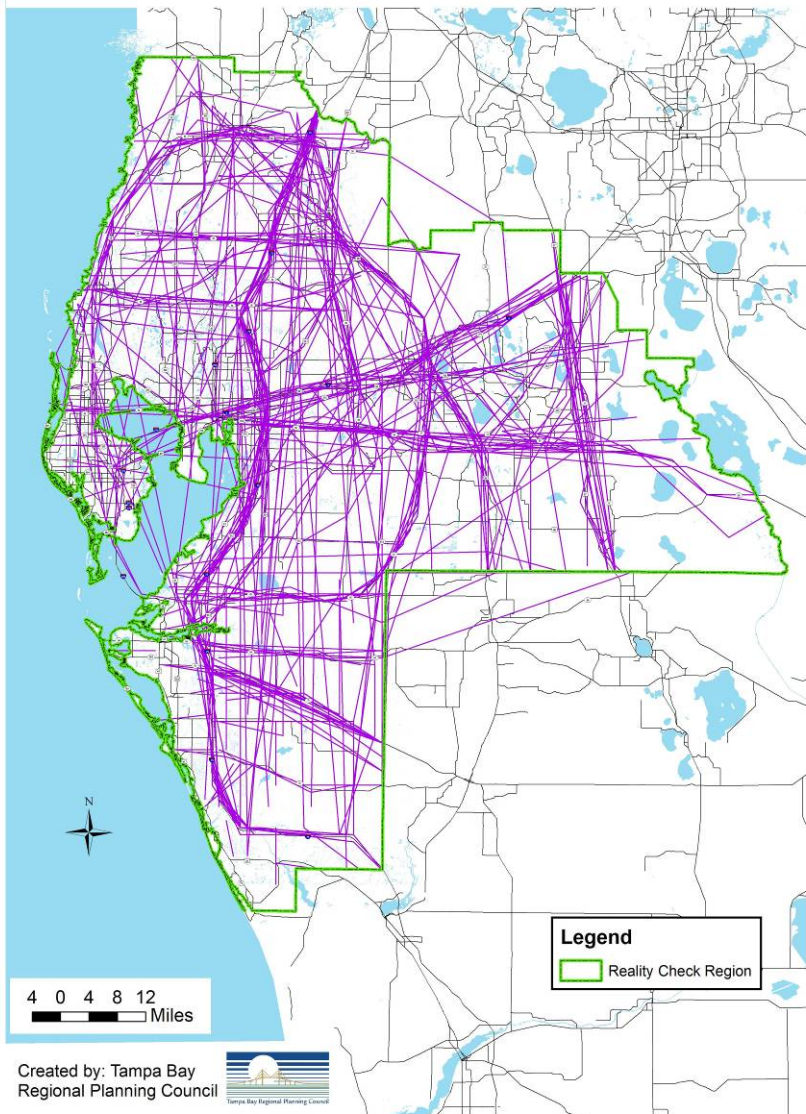 N
Legend
Reality Check Region
4 0 4 8 12
Miles
Created by: Tampa Bay
Regional Planning Council
Tampa Bay Regional Planning Council